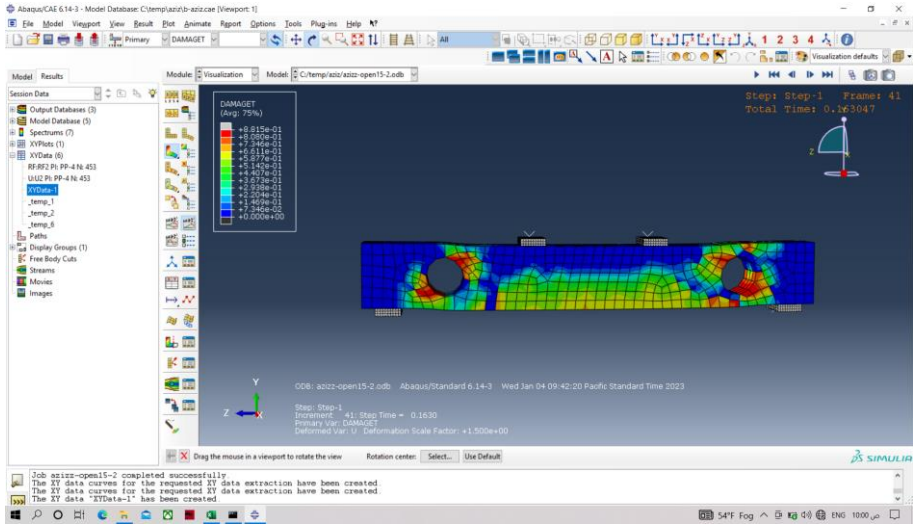 Abaqus/CAE 6.14-3 - Model Database: C:\temp\aziz\b-aziz.cae [Viewport: 1]
File Model Viewport View Result Plot Animate Report Options Tools Plug-ins Help
Primary DAMAGET All 1 2 3 4
Visualization defaults
Model Results Module: Visualization Model: C:/temp/aziz/azizz-open15-2.odb
Session Data
Output Databases (3)
Model Database (5)
Spectrums (7)
XYPlots (1)
XYData (6)
RF:RF2 PI: PP-4 N: 453
U:U2 PI: PP-4 N: 453
XYData-1
_temp_1
_temp_2
_temp_6
Paths
Display Groups (1)
Free Body Cuts
Streams
Movies
Images
DAMAGET
(Avg: 75%)
+8.815e-01
+8.080e-01
+7.346e-01
+6.611e-01
+5.877e-01
+5.142e-01
+4.407e-01
+3.673e-01
+2.938e-01
+2.204e-01
+1.469e-01
+7.346e-02
+0.000e+00
Step: Step-1 Frame: 41
Total Time: 0.163047
Y
Z
Y
Z
X
ODB: azizz-open15-2.odb Abaqus/Standard 6.14-3 Wed Jan 04 09:42:20 Pacific Standard Time 2023
Step: Step-1
Increment 41: Step Time = 0.1630
Primary Var: DAMAGET
Deformed Var: U Deformation Scale Factor: +1.500e+00
Drag the mouse in a viewport to rotate the view Rotation center: Select... Use Default
SIMULIA
Job azizz-open15-2 completed successfully.
The XY data curves for the requested XY data extraction have been created.
The XY data curves for the requested XY data extraction have been created.
The XY data "XYData-1" has been created.
54°F Fog ENG 10:00 ص